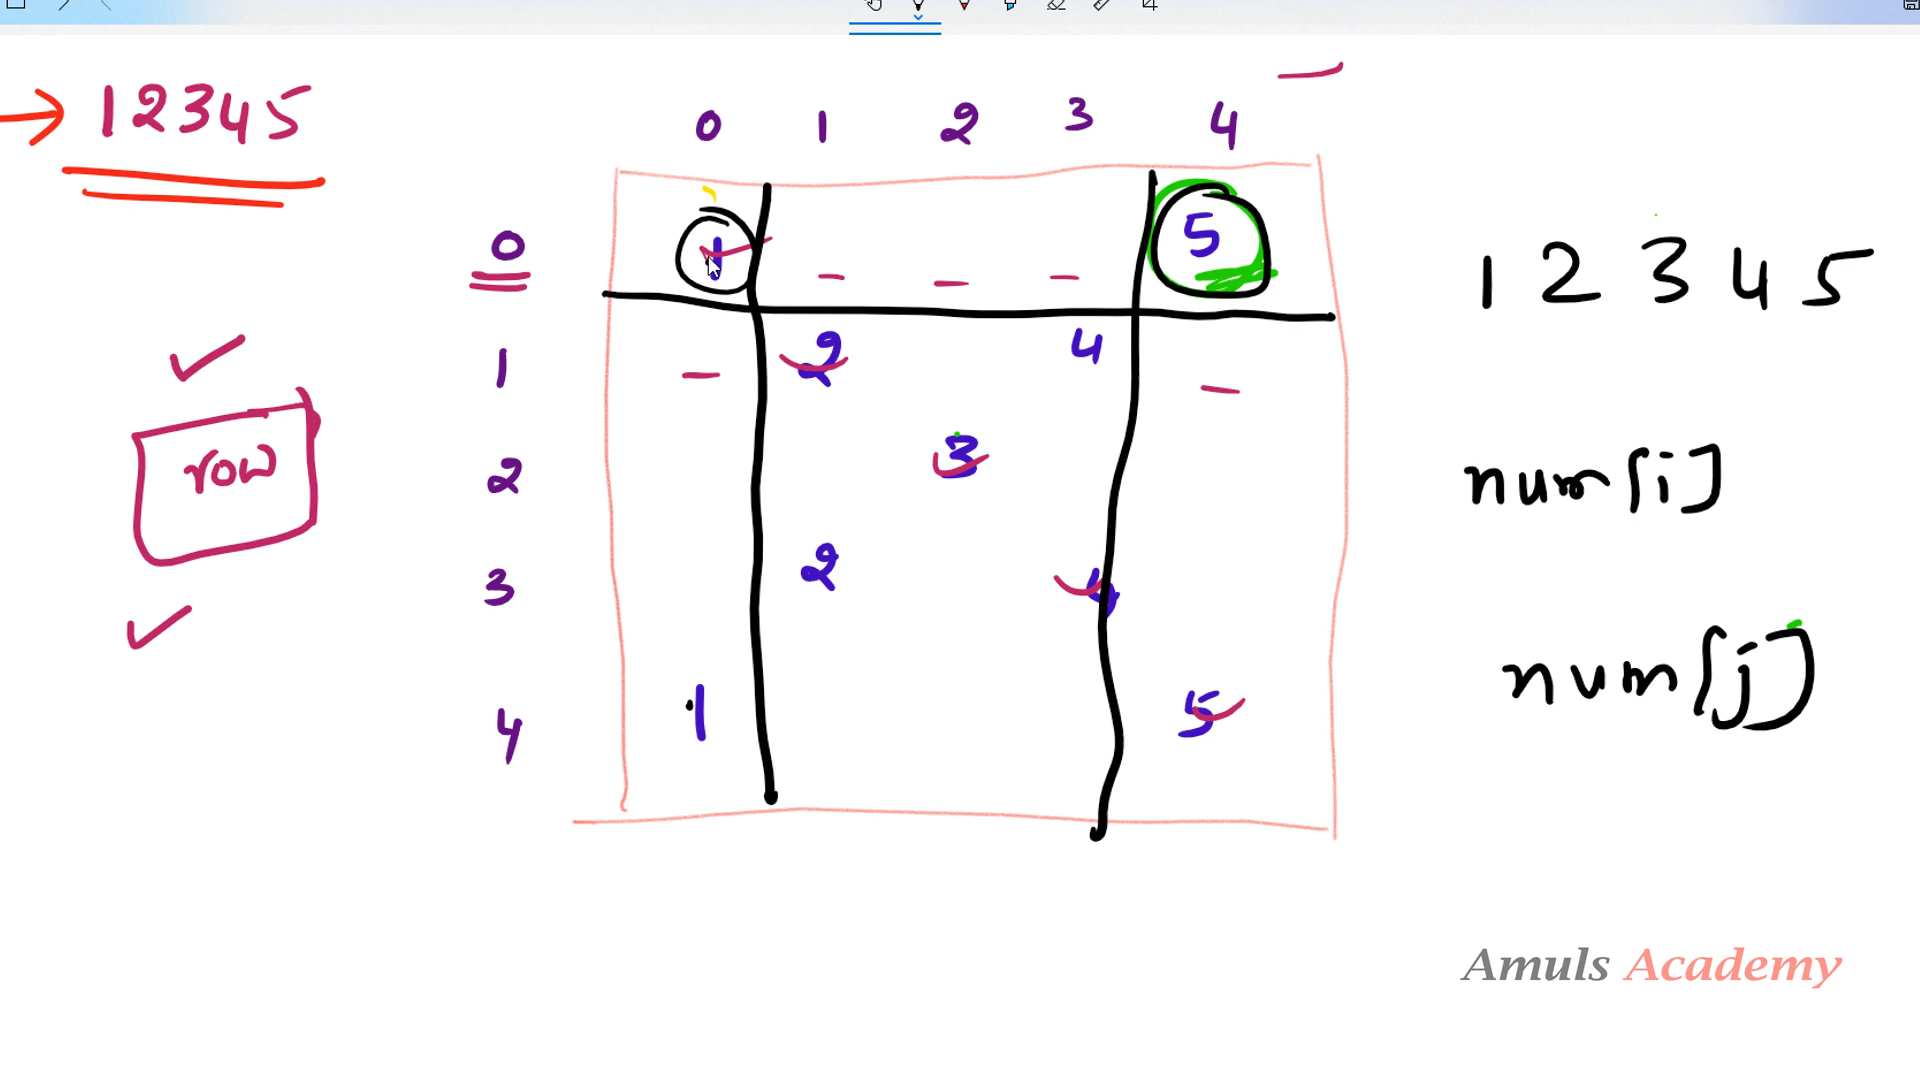 12345
0 1 2 3 4
0 1 - - - 5
1 2 3 4 5
1 - 2 4 -
row
2 3
num[i]
3 2 4
num[j]
4 1 5
Amuls Academy